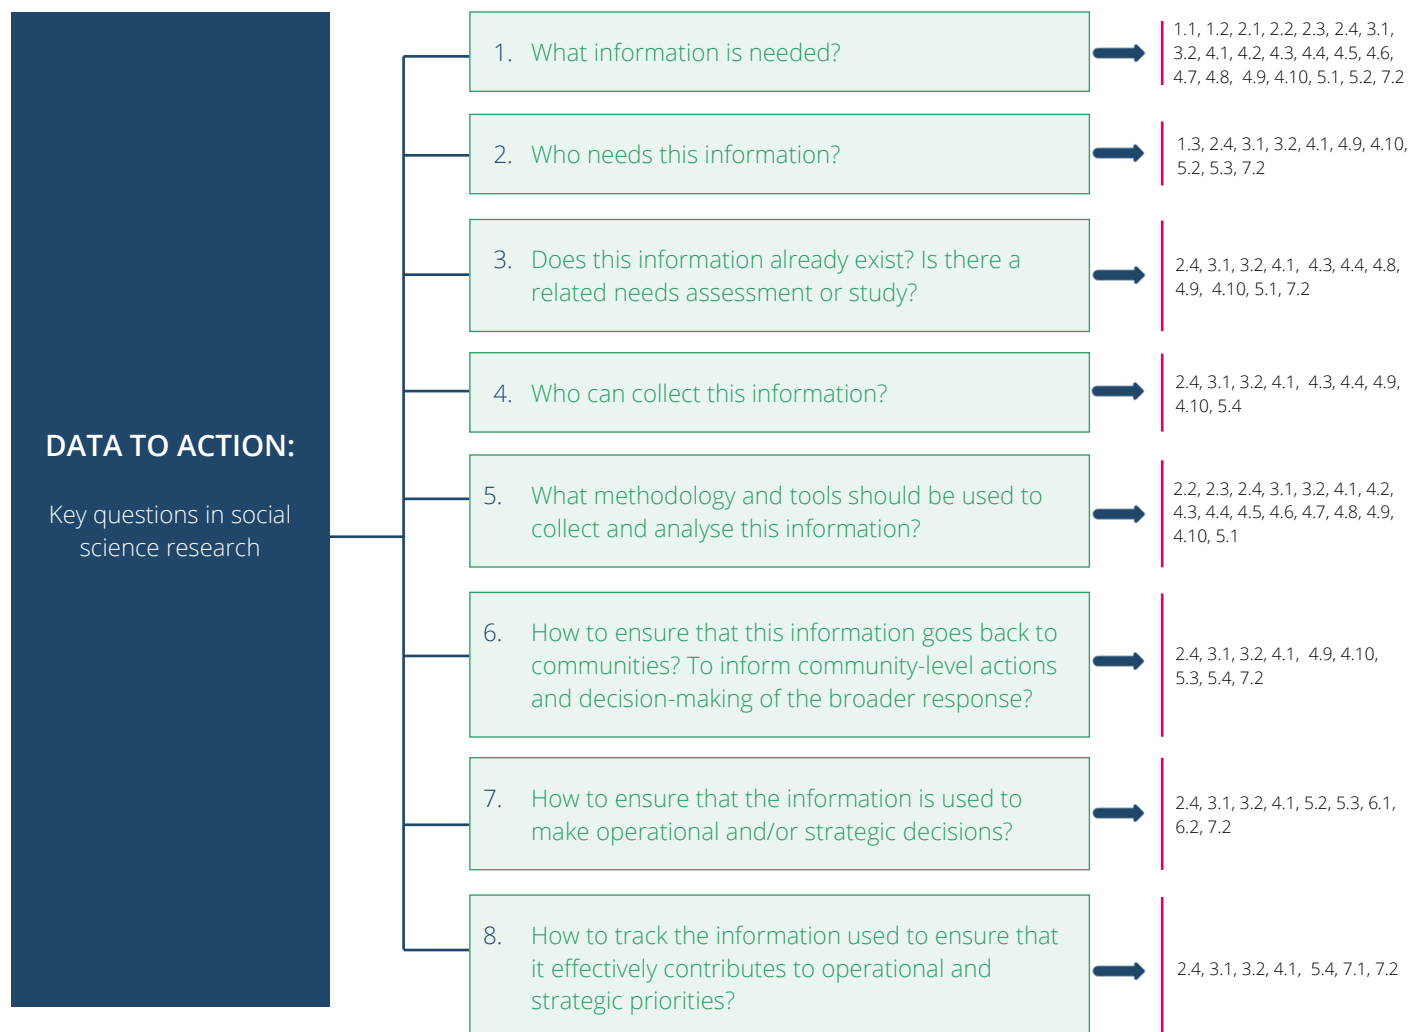 DATA TO ACTION:
Key questions in social
science research
1. What information is needed?
1.1, 1.2, 2.1, 2.2, 2.3, 2.4, 3.1,
3.2, 4.1, 4.2, 4.3, 4.4, 4.5, 4.6,
4.7, 4.8, 4.9, 4.10, 5.1, 5.2, 7.2
2. Who needs this information?
1.3, 2.4, 3.1, 3.2, 4.1, 4.9, 4.10,
5.2, 5.3, 7.2
3. Does this information already exist? Is there a
related needs assessment or study?
2.4, 3.1, 3.2, 4.1, 4.3, 4.4, 4.8,
4.9, 4.10, 5.1, 7.2
4. Who can collect this information?
2.4, 3.1, 3.2, 4.1, 4.3, 4.4, 4.9,
4.10, 5.4
5. What methodology and tools should be used to
collect and analyse this information?
2.2, 2.3, 2.4, 3.1, 3.2, 4.1, 4.2,
4.3, 4.4, 4.5, 4.6, 4.7, 4.8, 4.9,
4.10, 5.1
6. How to ensure that this information goes back to
communities? To inform community-level actions
and decision-making of the broader response?
2.4, 3.1, 3.2, 4.1, 4.9, 4.10,
5.3, 5.4, 7.2
7. How to ensure that the information is used to
make operational and/or strategic decisions?
2.4, 3.1, 3.2, 4.1, 5.2, 5.3, 6.1,
6.2, 7.2
8. How to track the information used to ensure that
it effectively contributes to operational and
strategic priorities?
2.4, 3.1, 3.2, 4.1, 5.4, 7.1, 7.2